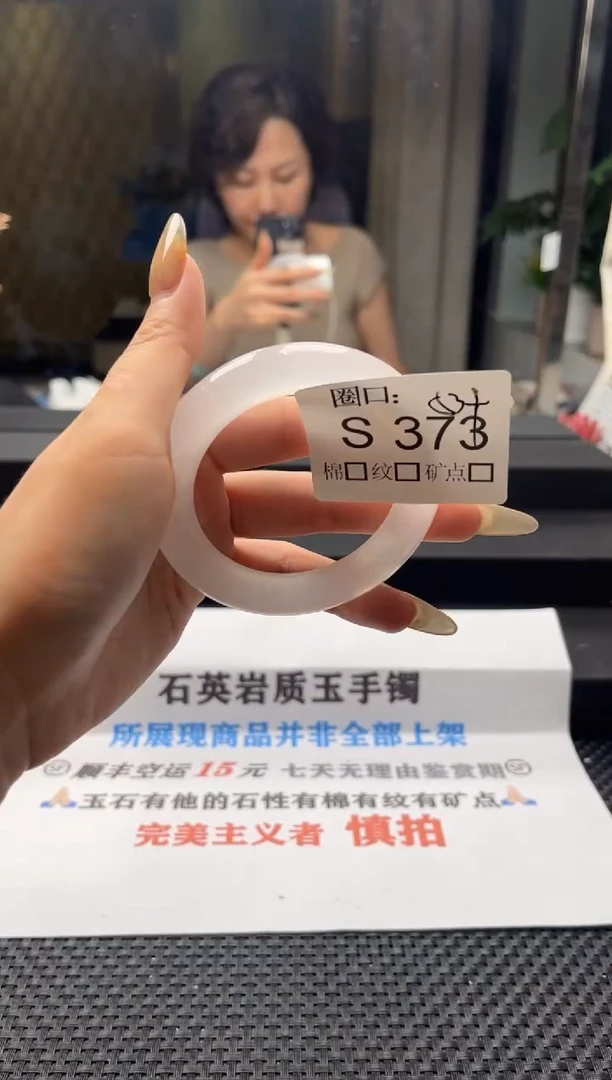 圈口：
S 373
棉□纹□矿点□
石英岩质玉手镯
所展现商品并非全部上架
顺丰空运 15 元 七天无理由鉴赏期
玉石有他的石性有棉有纹有矿点
完美主义者 慎拍